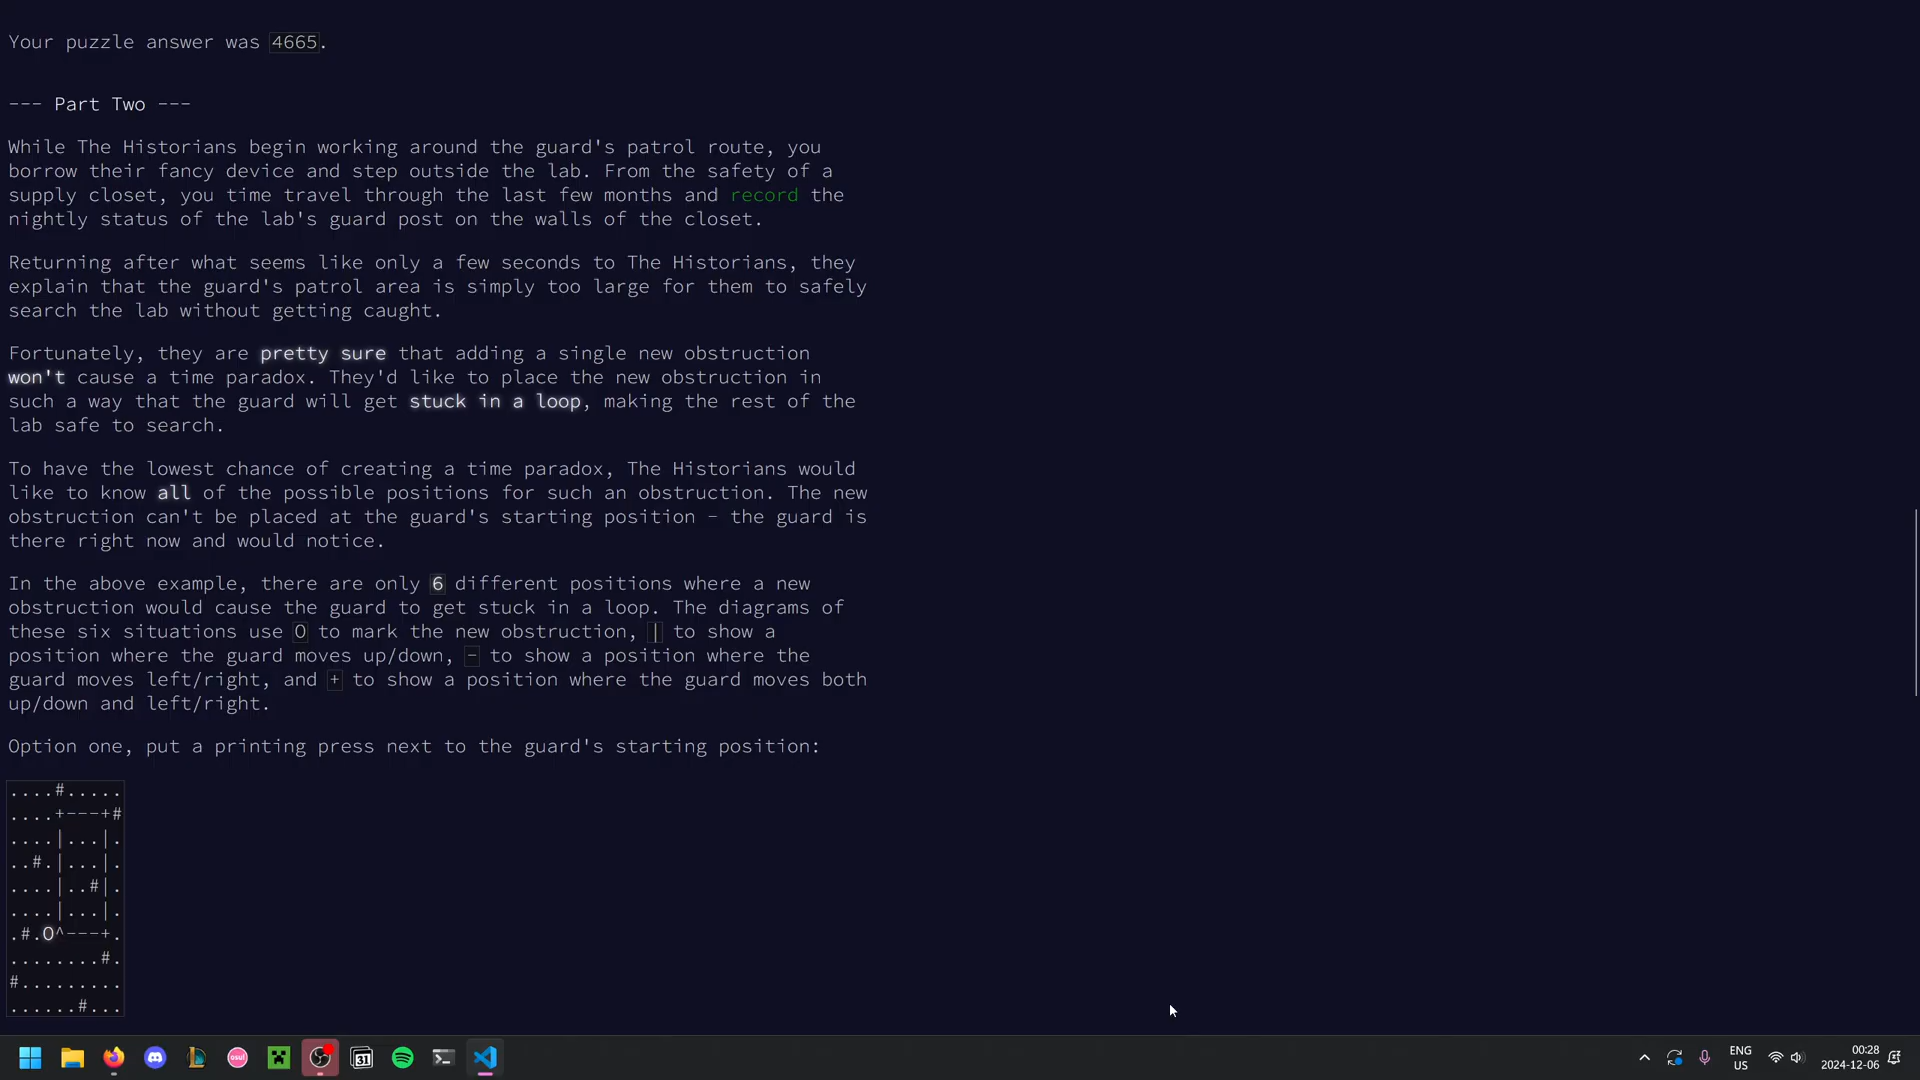 Your puzzle answer was 4665.
--- Part Two ---
While The Historians begin working around the guard's patrol route, you
borrow their fancy device and step outside the lab. From the safety of a
supply closet, you time travel through the last few months and record the
nightly status of the lab's guard post on the walls of the closet.
Returning after what seems like only a few seconds to The Historians, they
explain that the guard's patrol area is simply too large for them to safely
search the lab without getting caught.
Fortunately, they are pretty sure that adding a single new obstruction
won't cause a time paradox. They'd like to place the new obstruction in
such a way that the guard will get stuck in a loop, making the rest of the
lab safe to search.
To have the lowest chance of creating a time paradox, The Historians would
like to know all of the possible positions for such an obstruction. The new
obstruction can't be placed at the guard's starting position - the guard is
there right now and would notice.
In the above example, there are only 6 different positions where a new
obstruction would cause the guard to get stuck in a loop. The diagrams of
these six situations use O to mark the new obstruction, | to show a
position where the guard moves up/down, - to show a position where the
guard moves left/right, and + to show a position where the guard moves both
up/down and left/right.
Option one, put a printing press next to the guard's starting position:
....#.....
....+---+#
....|...|.
..#.|...|.
....|..#|.
....|...|.
.#.O^---+.
........#.
#.........
......#...
osu!
31
ENG
US
00:28
2024-12-06